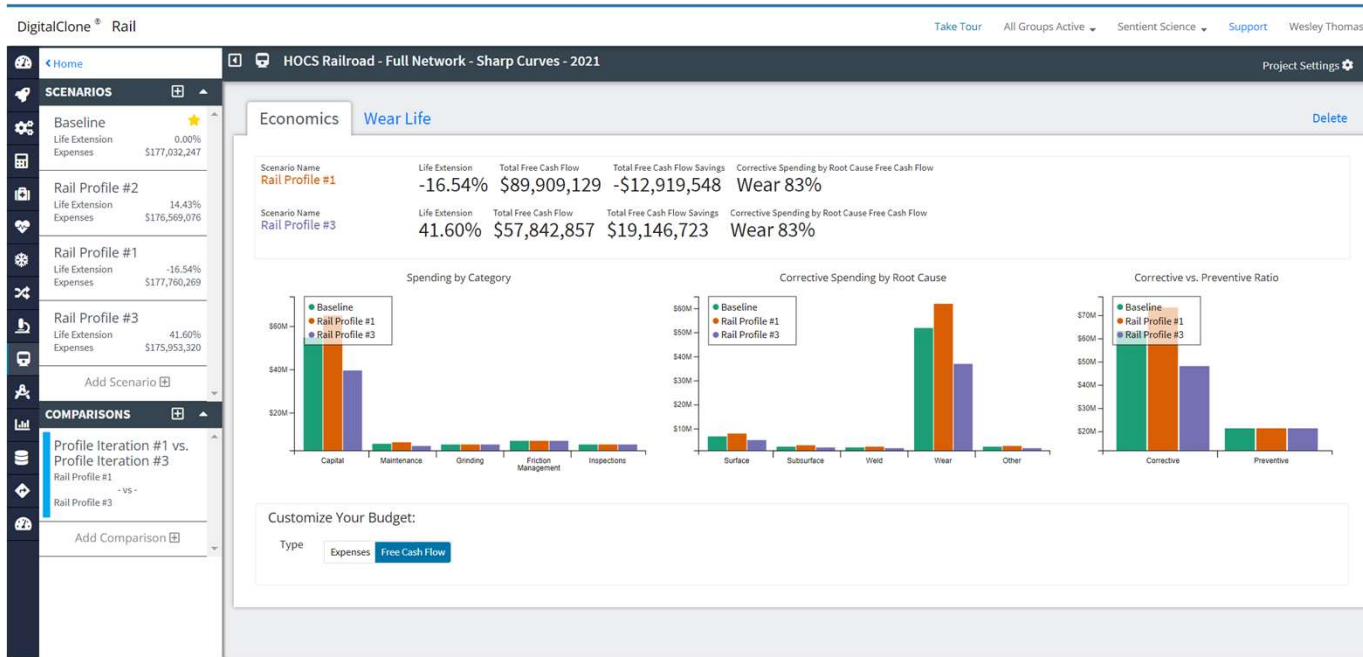 DigitalClone ® Rail
Take Tour All Groups Active Sentient Science Support Wesley Thomas
Home
HOCS Railroad - Full Network - Sharp Curves - 2021
Project Settings
SCENARIOS
Baseline
Life Extension 0.00%
Expenses $177,032,247
Rail Profile #2
Life Extension 14.43%
Expenses $176,569,076
Rail Profile #1
Life Extension -16.54%
Expenses $177,760,269
Rail Profile #3
Life Extension 41.60%
Expenses $175,953,320
Add Scenario
COMPARISONS
Profile Iteration #1 vs.
Profile Iteration #3
Rail Profile #1
- vs -
Rail Profile #3
Add Comparison
Economics Wear Life Delete
Scenario Name Life Extension Total Free Cash Flow Total Free Cash Flow Savings Corrective Spending by Root Cause Free Cash Flow
Rail Profile #1 -16.54% $89,909,129 -$12,919,548 Wear 83%
Scenario Name Life Extension Total Free Cash Flow Total Free Cash Flow Savings Corrective Spending by Root Cause Free Cash Flow
Rail Profile #3 41.60% $57,842,857 $19,146,723 Wear 83%
Spending by Category
Baseline
Rail Profile #1
Rail Profile #3
$60M
$40M
$20M
Capital Maintenance Grinding Friction Management Inspections
Corrective Spending by Root Cause
Baseline
Rail Profile #1
Rail Profile #3
$60M
$50M
$40M
$30M
$20M
$10M
Surface Subsurface Weld Wear Other
Corrective vs. Preventive Ratio
Baseline
Rail Profile #1
Rail Profile #3
$70M
$60M
$50M
$40M
$30M
$20M
Corrective Preventive
Customize Your Budget:
Type Expenses Free Cash Flow